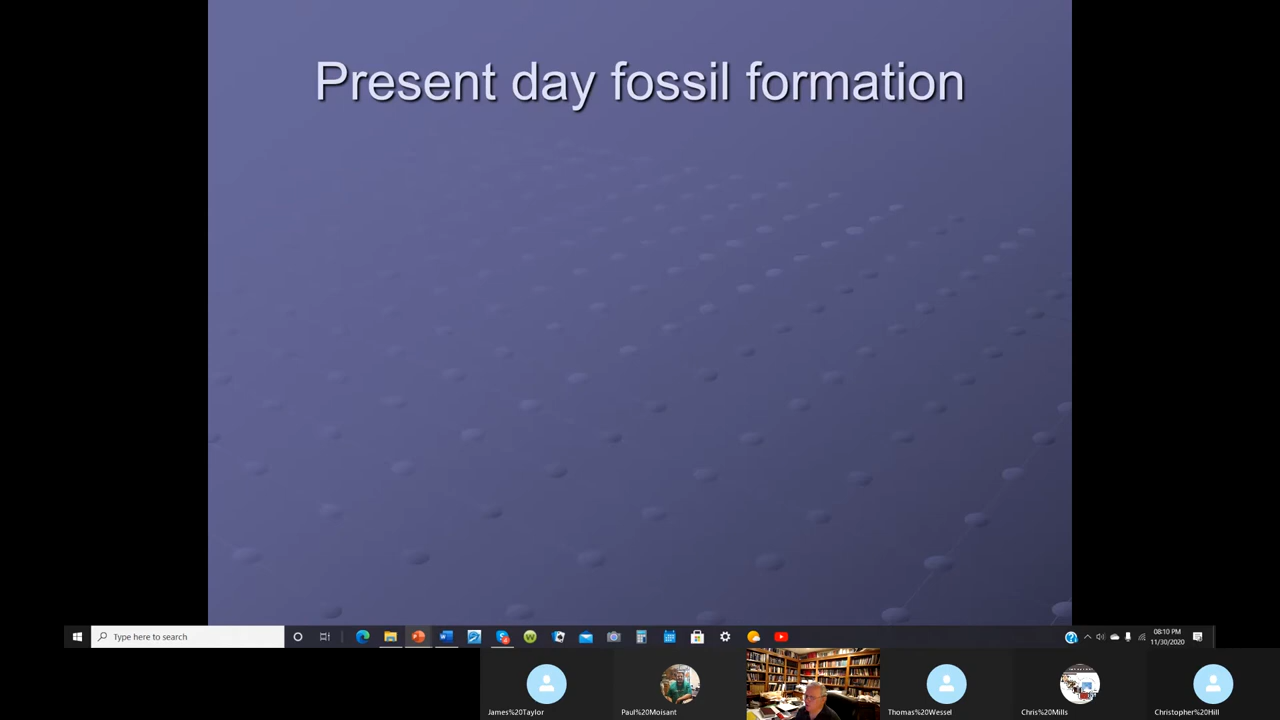 Present day fossil formation
Type here to search
08:10 PM
11/30/2020
James%20Taylor
Paul%20Moisant
Thomas%20Wessel
Chris%20Mills
Christopher%20Hill